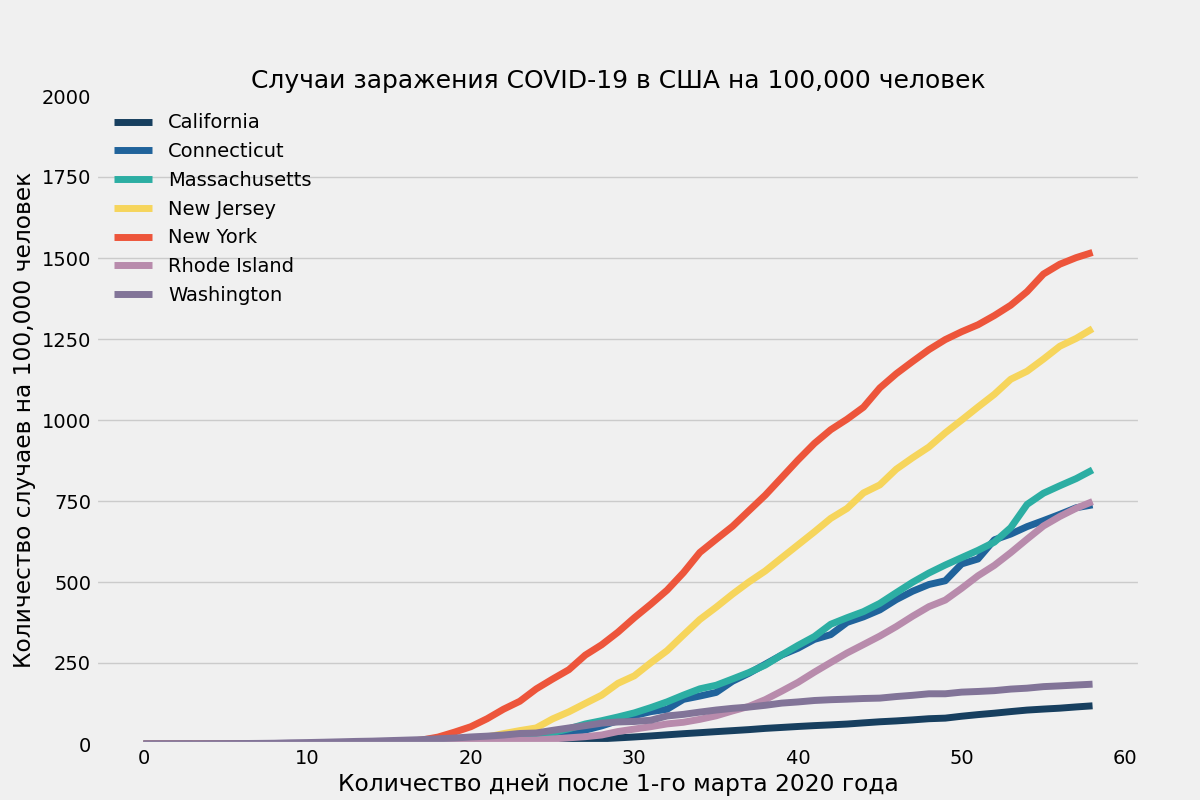 Случаи заражения COVID-19 в США на 100,000 человек
2000
1750
1500
1250
1000
750
500
250
0
Количество случаев на 100,000 человек
California
Connecticut
Massachusetts
New Jersey
New York
Rhode Island
Washington
0 10 20 30 40 50 60
Количество дней после 1-го марта 2020 года